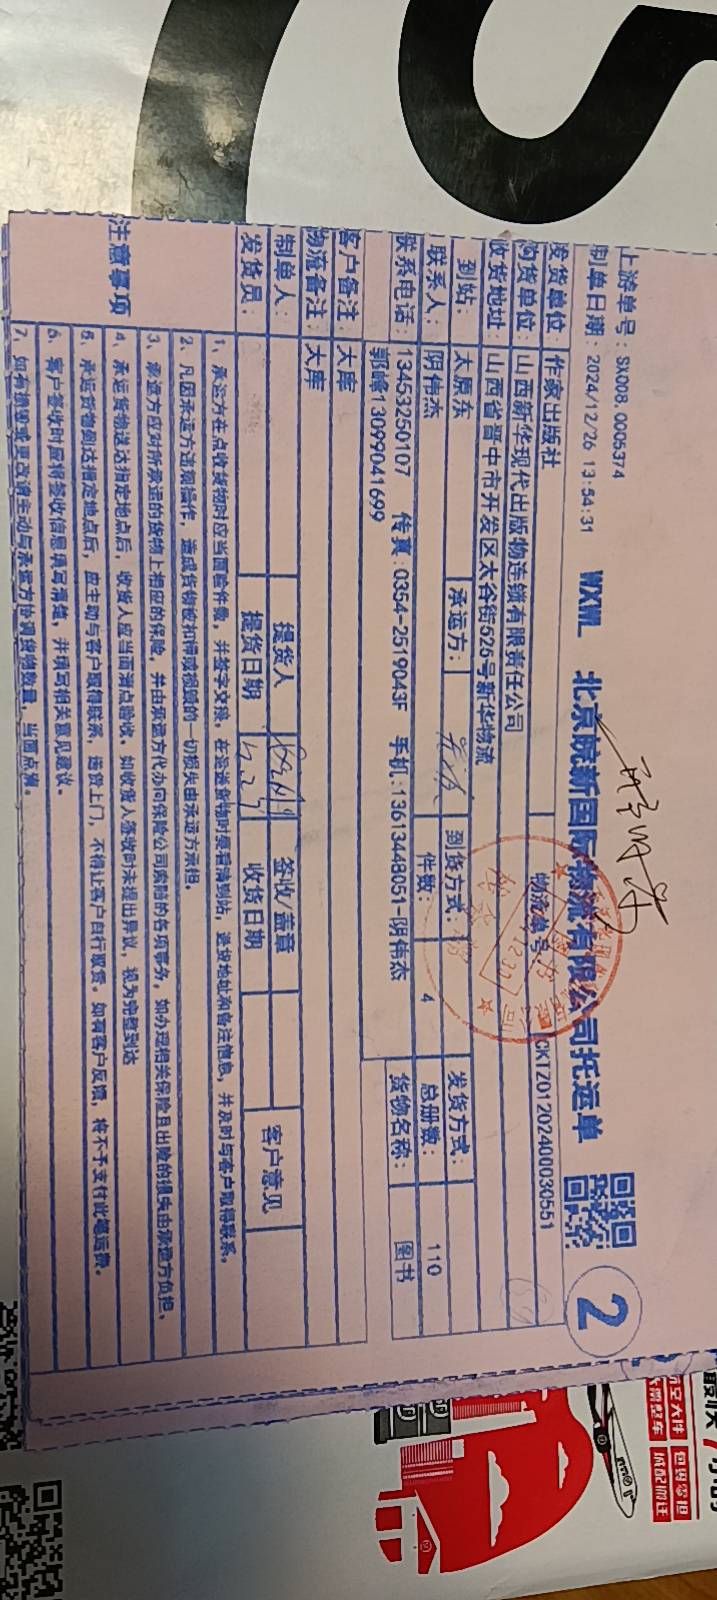 上游单号：SX008.0005374
制单日期：2024/12/26 13:54:31 WXWL 北京皖新国际物流有限公司托运单 2
发货单位：作家出版社 物流单号： CKTZ01202400030551
购货单位：山西新华现代出版物连锁有限责任公司
收货地址：山西省晋中市开发区太谷街526号新华物流
到站：太原东 承运方： 到货方式： 发货方式：
联系人：阴伟杰 件数：4 总册数：110
联系电话：13453250107 传真：0354-2519043F 手机：13613448051-阴伟杰 货物名称：图书
郭峰13099041699
客户备注：大库
物流备注：大库
制单人： 提货人 签收/盖章 客户意见
发货员： 提货日期 收货日期
注意事项
1、承运方在点收货物时应当面验件数，并签字交接，在运送货物时要看清到站，送货地址和备注信息，并及时与客户取得联系。
2、凡因承运方违规操作，造成货物被扣押或损毁的一切损失由承运方承担。
3、承运方应对所承运的货物上相应的保险，并由承运方代办向保险公司索赔的各项事务，如办理相关保险且出险的损失由承运方负担。
4、承运货物送达指定地点后，收货人应当面清点验收。如收货人签收时未提出异议，视为完整到达
5、承运货物到达指定地点后，应主动与客户取得联系，送货上门，不得让客户自行取货。如有客户反馈，将不予支付此笔运费。
6、客户签收时应将签收信息填写清楚，并填写相关意见建议。
7、如有损毁或更改请主动与承运方协调货物数量，当面点清。